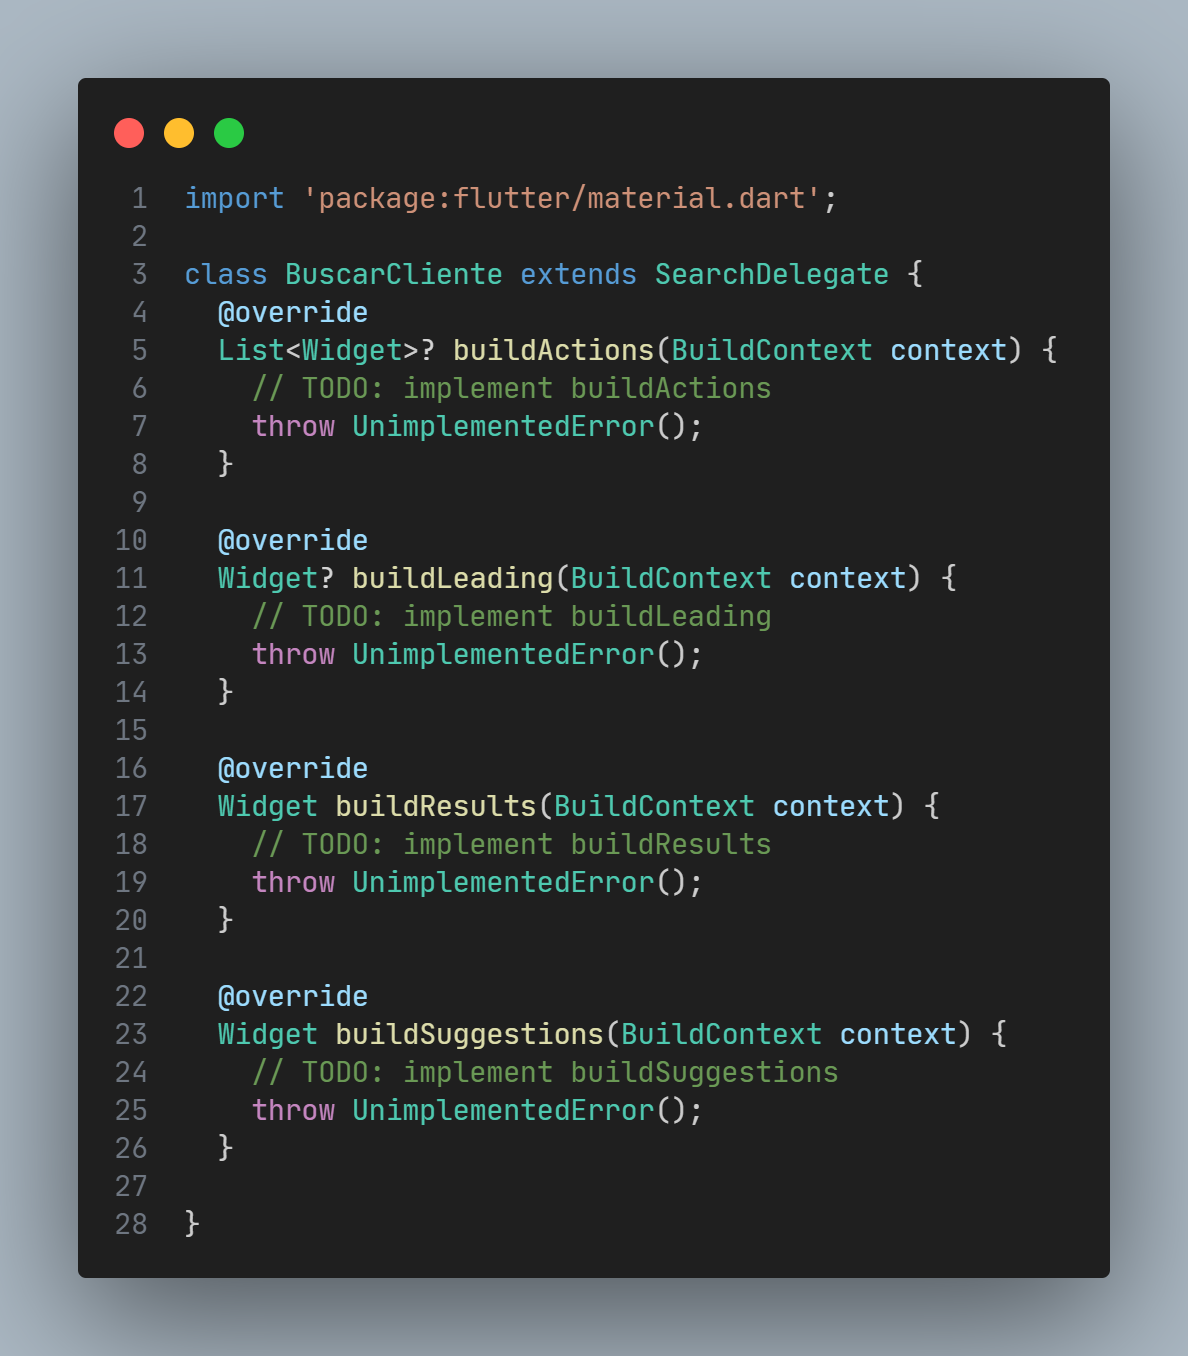 1 import 'package:flutter/material.dart';
2
3 class BuscarCliente extends SearchDelegate {
4   @override
5   List<Widget>? buildActions(BuildContext context) {
6     // TODO: implement buildActions
7     throw UnimplementedError();
8   }
9
10   @override
11   Widget? buildLeading(BuildContext context) {
12     // TODO: implement buildLeading
13     throw UnimplementedError();
14   }
15
16   @override
17   Widget buildResults(BuildContext context) {
18     // TODO: implement buildResults
19     throw UnimplementedError();
20   }
21
22   @override
23   Widget buildSuggestions(BuildContext context) {
24     // TODO: implement buildSuggestions
25     throw UnimplementedError();
26   }
27
28 }